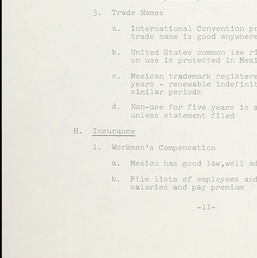 3. Trade Names
a. International Convention pr
trade name is good anywhere
b. United States common law ri
on use is protected in Mexi
c. Mexican trademark registere
years - renewable indefinit
similar periods
d. Non-use for five years is a
unless statement filed
H. Insurance
1. Workmen's Compensation
a. Mexico has good law, well ad
b. File lists of employees and
salaries and pay premium
-11-